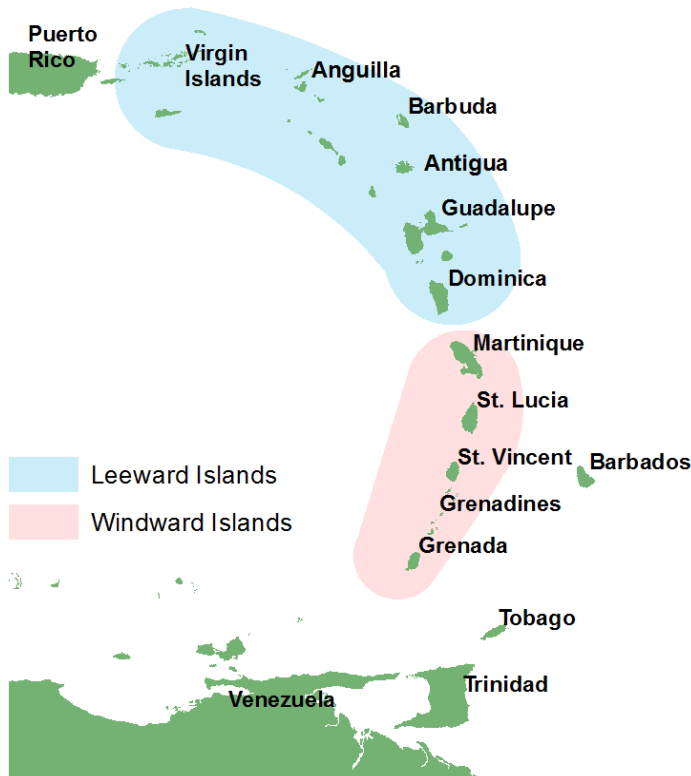 Puerto
Rico
Virgin
Islands
Anguilla
Barbuda
Antigua
Guadalupe
Dominica
Martinique
St. Lucia
St. Vincent
Barbados
Leeward Islands
Grenadines
Windward Islands
Grenada
Tobago
Trinidad
Venezuela